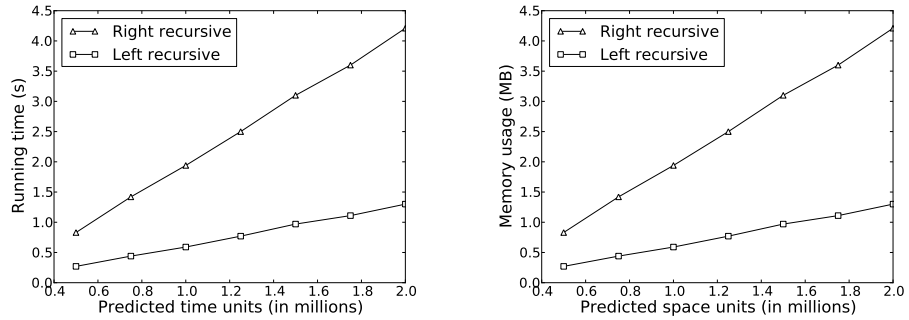 4.5
4.0
3.5
3.0
2.5
2.0
1.5
1.0
0.5
0.0
Running time (s)
Right recursive
Left recursive
0.4 0.6 0.8 1.0 1.2 1.4 1.6 1.8 2.0
Predicted time units (in millions)
4.5
4.0
3.5
3.0
2.5
2.0
1.5
1.0
0.5
0.0
Memory usage (MB)
Right recursive
Left recursive
0.4 0.6 0.8 1.0 1.2 1.4 1.6 1.8 2.0
Predicted space units (in millions)